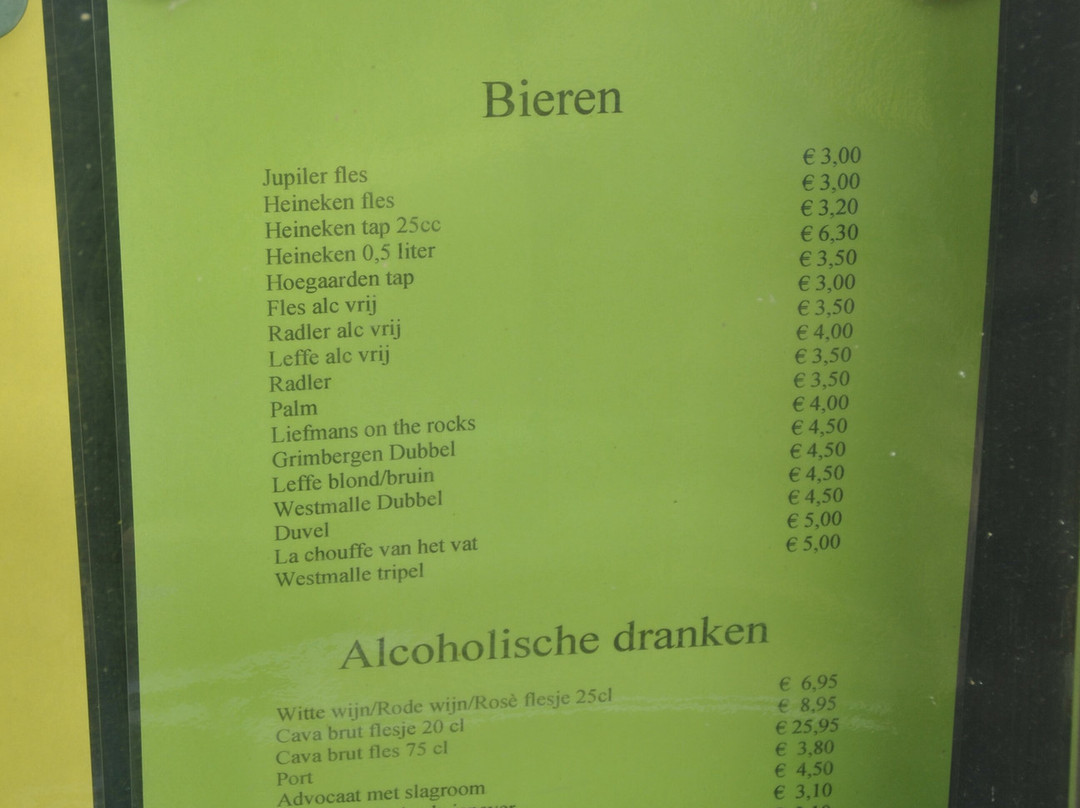 Bieren
Jupiler fles € 3,00
Heineken fles € 3,00
Heineken tap 25cc € 3,20
Heineken 0,5 liter € 6,30
Hoegaarden tap € 3,50
Fles alc vrij € 3,00
Radler alc vrij € 3,50
Leffe alc vrij € 4,00
Radler € 3,50
Palm € 3,50
Liefmans on the rocks € 4,00
Grimbergen Dubbel € 4,50
Leffe blond/bruin € 4,50
Westmalle Dubbel € 4,50
Duvel € 4,50
La chouffe van het vat € 5,00
Westmalle tripel € 5,00
Alcoholische dranken
Witte wijn/Rode wijn/Rosè flesje 25cl € 6,95
Cava brut flesje 20 cl € 8,95
Cava brut fles 75 cl € 25,95
Port € 3,80
Advocaat met slagroom € 4,50
€ 3,10